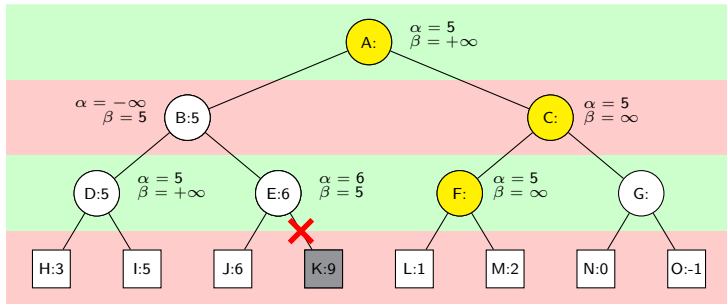 A:
α = 5
β = +∞
α = −∞
β = 5
B:5
C:
α = 5
β = ∞
D:5
α = 5
β = +∞
E:6
α = 6
β = 5
F:
α = 5
β = ∞
G:
H:3
I:5
J:6
K:9
L:1
M:2
N:0
O:-1